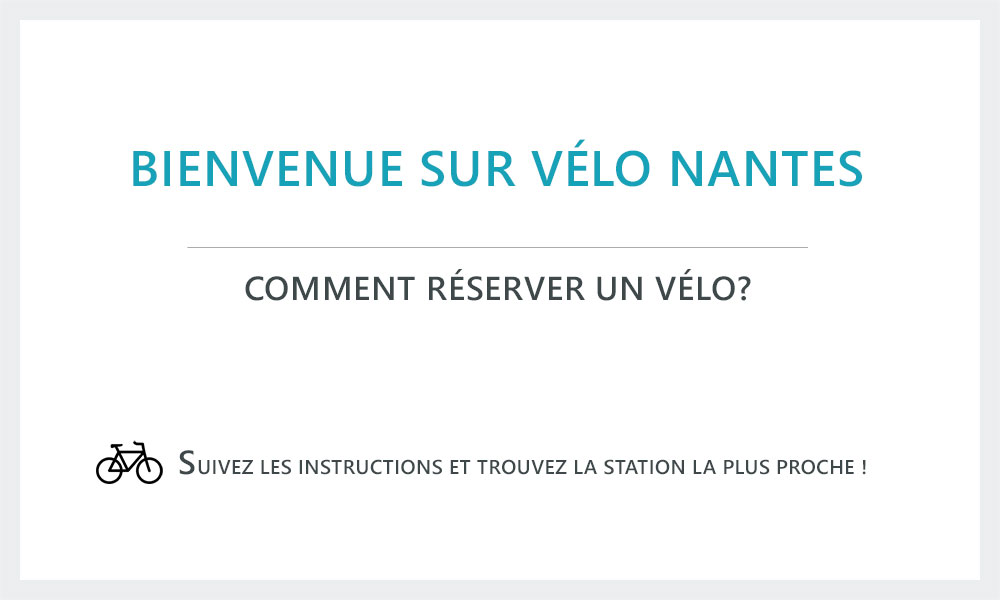 BIENVENUE SUR VÉLO NANTES
COMMENT RÉSERVER UN VÉLO?
SUIVEZ LES INSTRUCTIONS ET TROUVEZ LA STATION LA PLUS PROCHE !